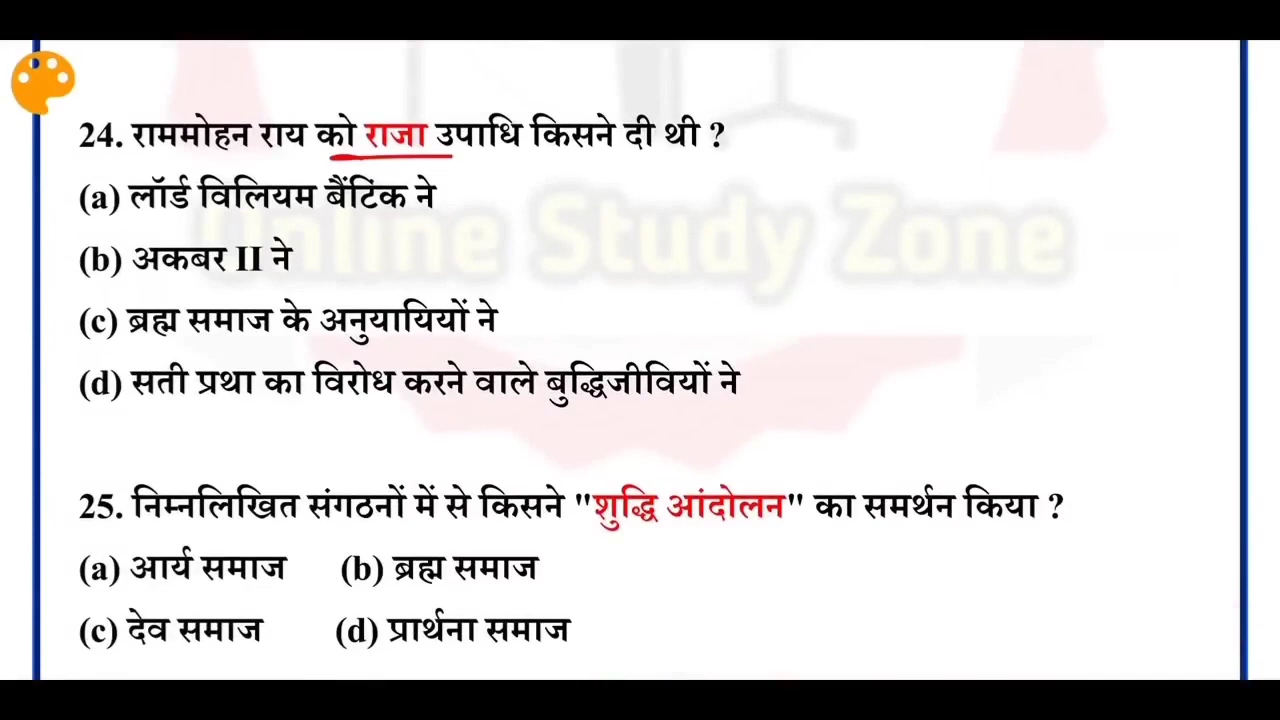 24. राममोहन राय को राजा उपाधि किसने दी थी ?
(a) लॉर्ड विलियम बैंटिंक ने
(b) अकबर II ने
(c) ब्रह्म समाज के अनुयायियों ने
(d) सती प्रथा का विरोध करने वाले बुद्धिजीवियों ने
25. निम्नलिखित संगठनों में से किसने "शुद्धि आंदोलन" का समर्थन किया ?
(a) आर्य समाज (b) ब्रह्म समाज
(c) देव समाज (d) प्रार्थना समाज
Online Study Zone